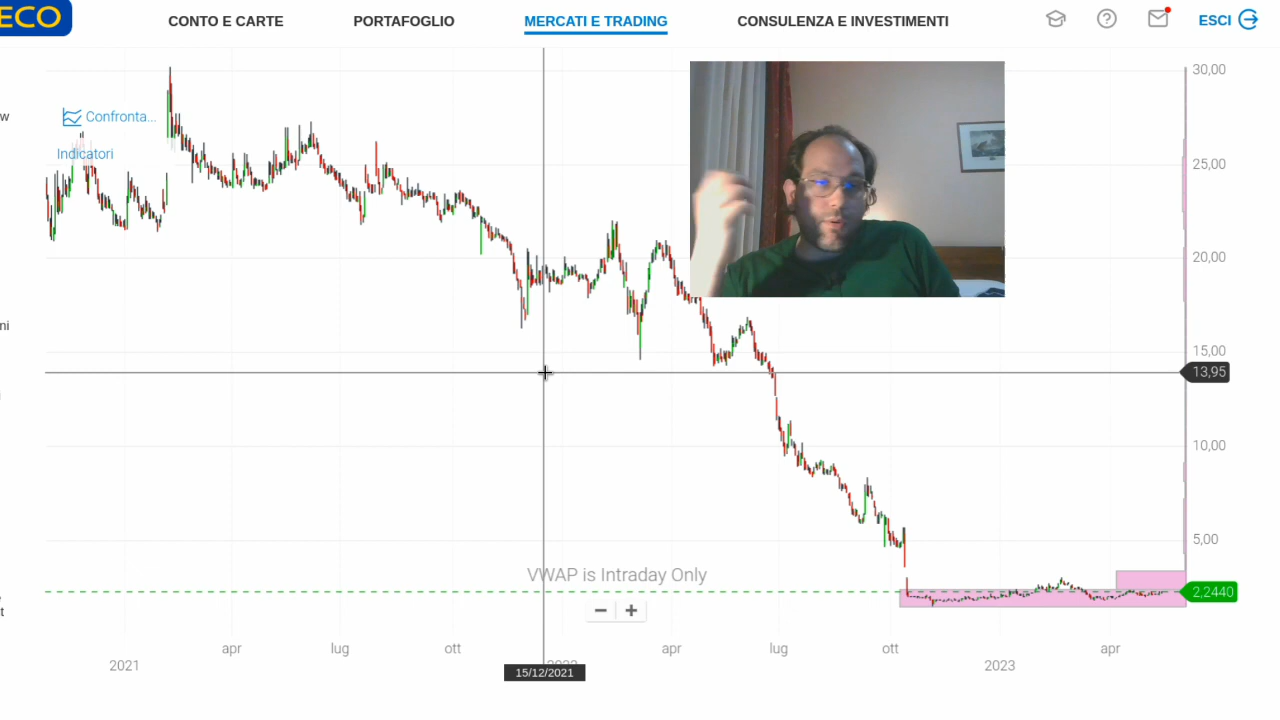 ECO
CONTO E CARTE
PORTAFOGLIO
MERCATI E TRADING
CONSULENZA E INVESTIMENTI
ESCI
Confronta...
Indicatori
30,00
25,00
20,00
15,00
13,95
10,00
5,00
2,2440
VWAP is Intraday Only
apr
lug
ott
apr
lug
ott
apr
2021
2023
15/12/2021